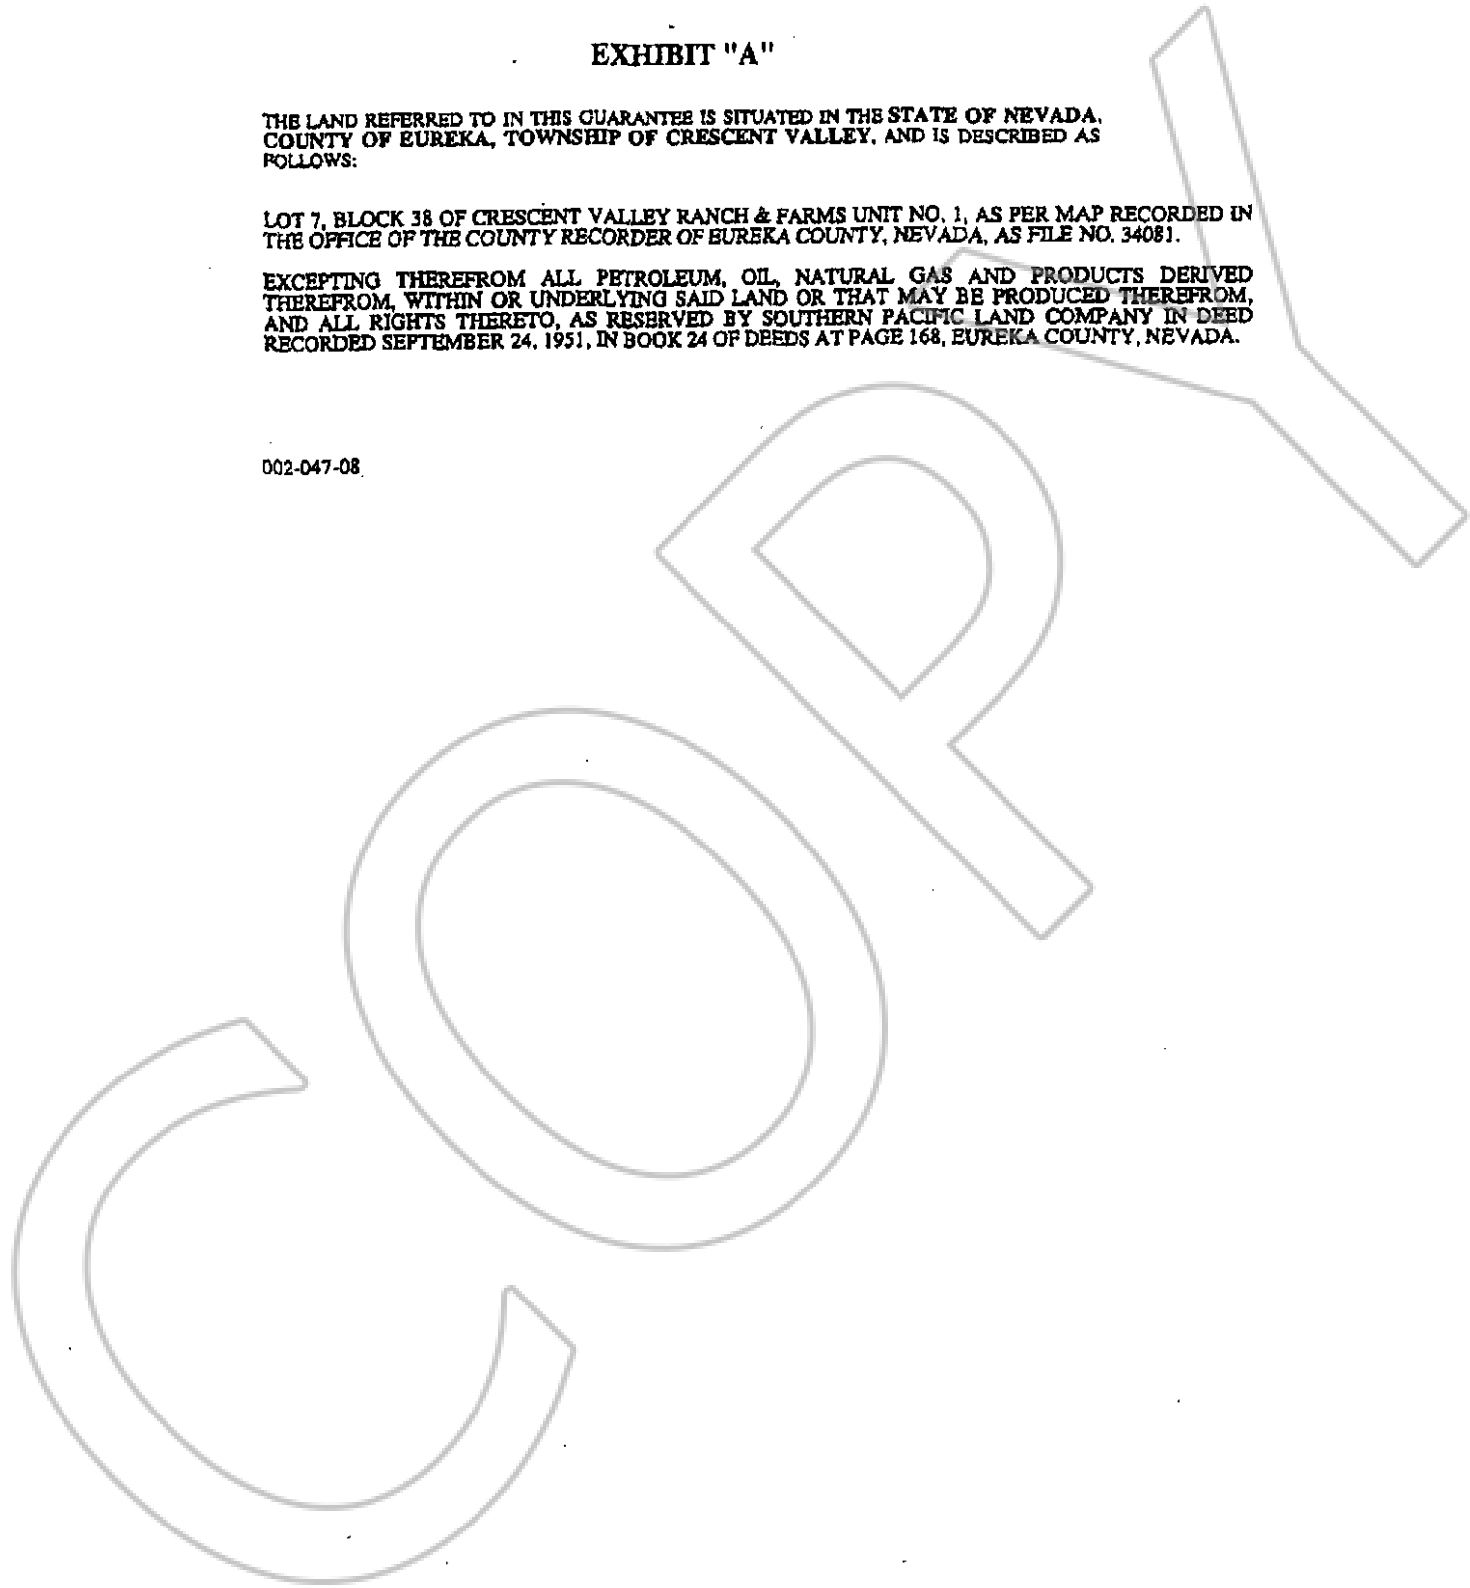 EXHIBIT "A"
THE LAND REFERRED TO IN THIS GUARANTEE IS SITUATED IN THE STATE OF NEVADA,
COUNTY OF EUREKA, TOWNSHIP OF CRESCENT VALLEY, AND IS DESCRIBED AS
FOLLOWS:
LOT 7, BLOCK 38 OF CRESCENT VALLEY RANCH & FARMS UNIT NO. 1, AS PER MAP RECORDED IN
THE OFFICE OF THE COUNTY RECORDER OF EUREKA COUNTY, NEVADA, AS FILE NO. 34081.
EXCEPTING THEREFROM ALL PETROLEUM, OIL, NATURAL GAS AND PRODUCTS DERIVED
THEREFROM, WITHIN OR UNDERLYING SAID LAND OR THAT MAY BE PRODUCED THEREFROM,
AND ALL RIGHTS THERETO, AS RESERVED BY SOUTHERN PACIFIC LAND COMPANY IN DEED
RECORDED SEPTEMBER 24, 1951, IN BOOK 24 OF DEEDS AT PAGE 168, EUREKA COUNTY, NEVADA.
002-047-08
COPY